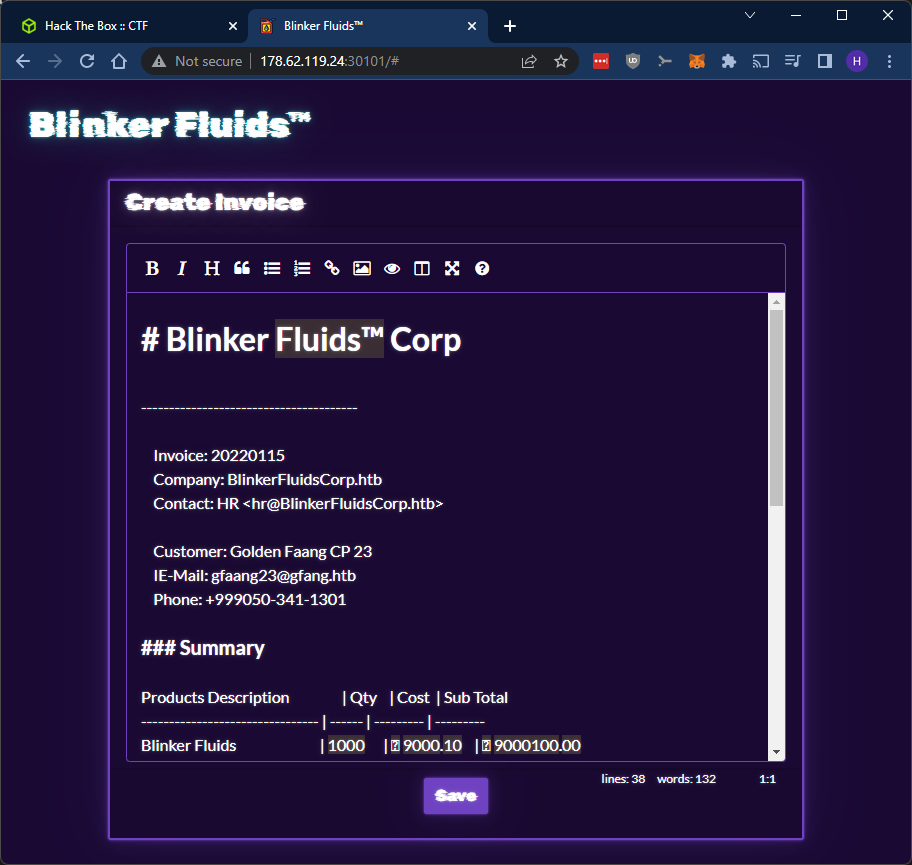 Hack The Box :: CTF
Blinker Fluids™
Not secure
178.62.119.24:30101/#
H
Blinker Fluids™
Create Invoice
B I H
# Blinker Fluids™ Corp
---------------------------------------
Invoice: 20220115
Company: BlinkerFluidsCorp.htb
Contact: HR <hr@BlinkerFluidsCorp.htb>
Customer: Golden Faang CP 23
IE-Mail: gfaang23@gfang.htb
Phone: +999050-341-1301
### Summary
Products Description | Qty | Cost | Sub Total
-------------------------------- | ------ | --------- | ---------
Blinker Fluids | 1000 | 9000.10 | 9000100.00
lines: 38 words: 132 1:1
Save